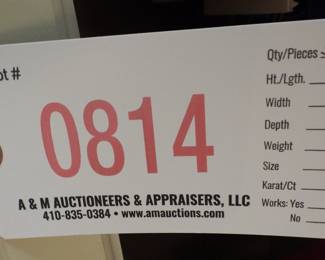 ot #
0814
A & M AUCTIONEERS & APPRAISERS, LLC
410-835-0384 • www.amauctions.com
Qty/Pieces
Ht./Lgth.
Width
Depth
Weight
Size
Karat/Ct
Works: Yes
No